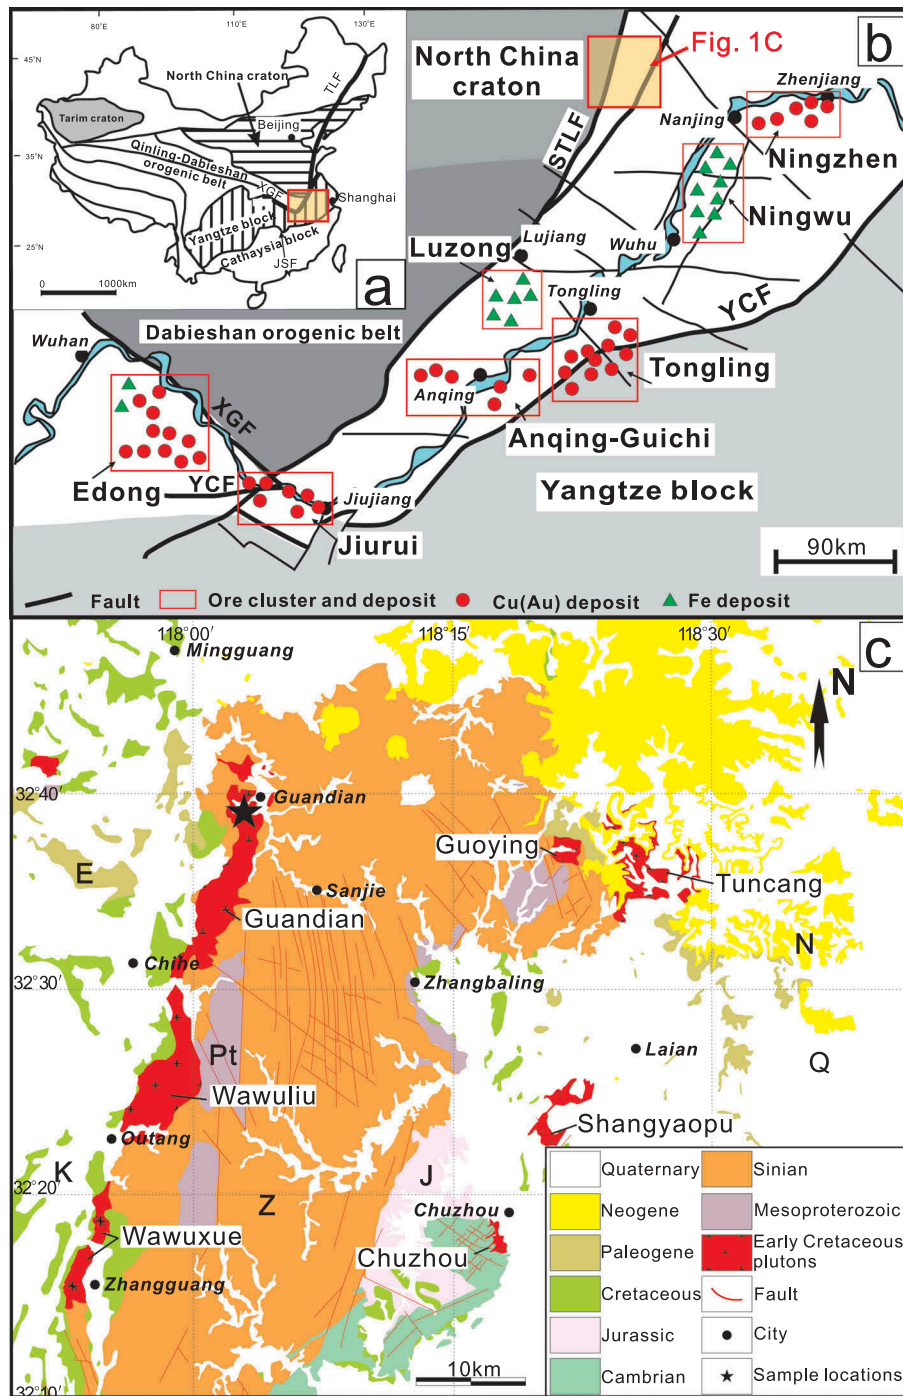 80°E
110°E
130°E
45°N
35°N
25°N
North China craton
TLF
Tarim craton
Beijing
Qinling-Dabieshan
orogenic belt
XGF
Shanghai
Yangtze block
Cathaysia block
JSF
0
1000km
a
North China
craton
Fig. 1C
b
Zhenjiang
Nanjing
STLF
Ningzhen
Ningwu
Luzong
Lujiang
Wuhu
Tongling
YCF
Dabieshan orogenic belt
Wuhan
Tongling
Anqing
XGF
Anqing-Guichi
Edong
YCF
Jiujiang
Yangtze block
Jiurui
90km
Fault
Ore cluster and deposit
Cu(Au) deposit
Fe deposit
118°00′
118°15′
118°30′
c
Mingguang
N
32°40′
Guandian
Guoying
E
Sanjie
Tuncang
Guandian
N
Chihe
32°30′
Zhangbaling
Pt
Laian
Q
Wawuliu
Shangyaopu
Outang
K
J
32°20′
Z
Chuzhou
Wawuxue
Chuzhou
Zhangguang
10km
32°10′
Quaternary
Sinian
Neogene
Mesoproterozoic
Paleogene
Early Cretaceous
plutons
Cretaceous
Fault
Jurassic
City
Cambrian
Sample locations